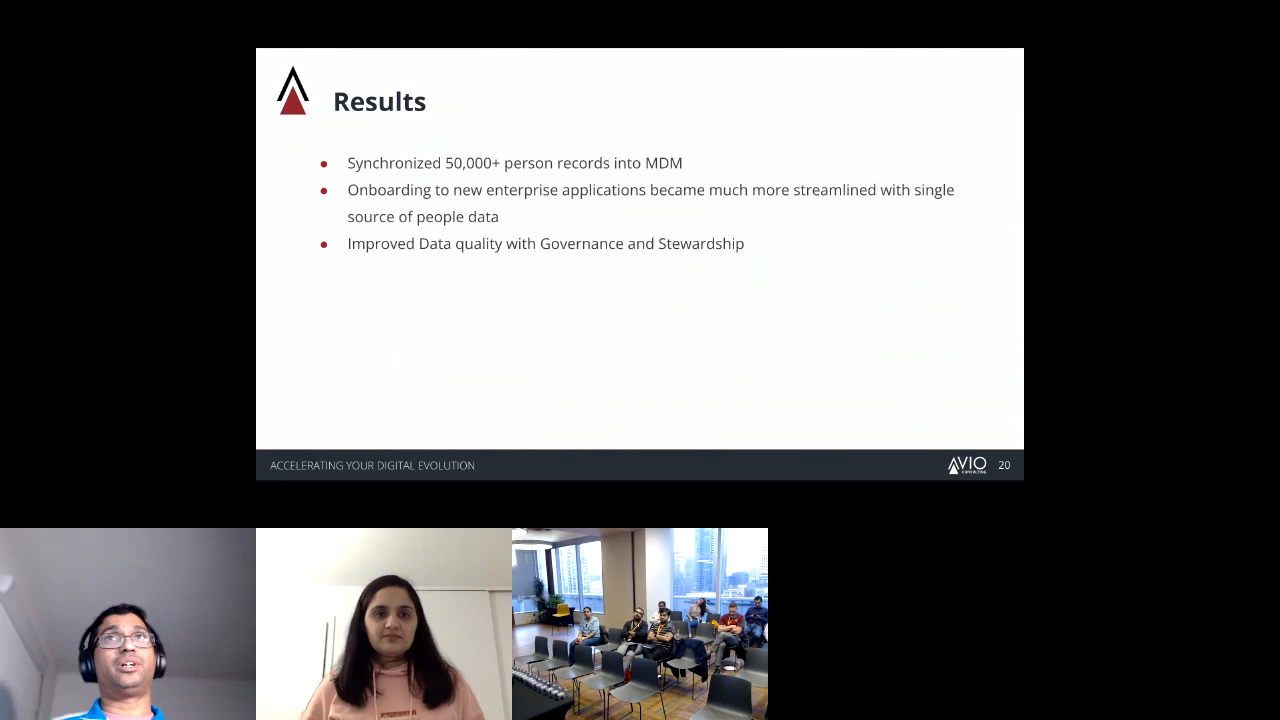 Results
● Synchronized 50,000+ person records into MDM
● Onboarding to new enterprise applications became much more streamlined with single
source of people data
● Improved Data quality with Governance and Stewardship
ACCELERATING YOUR DIGITAL EVOLUTION
AVIO
CONSULTING
20